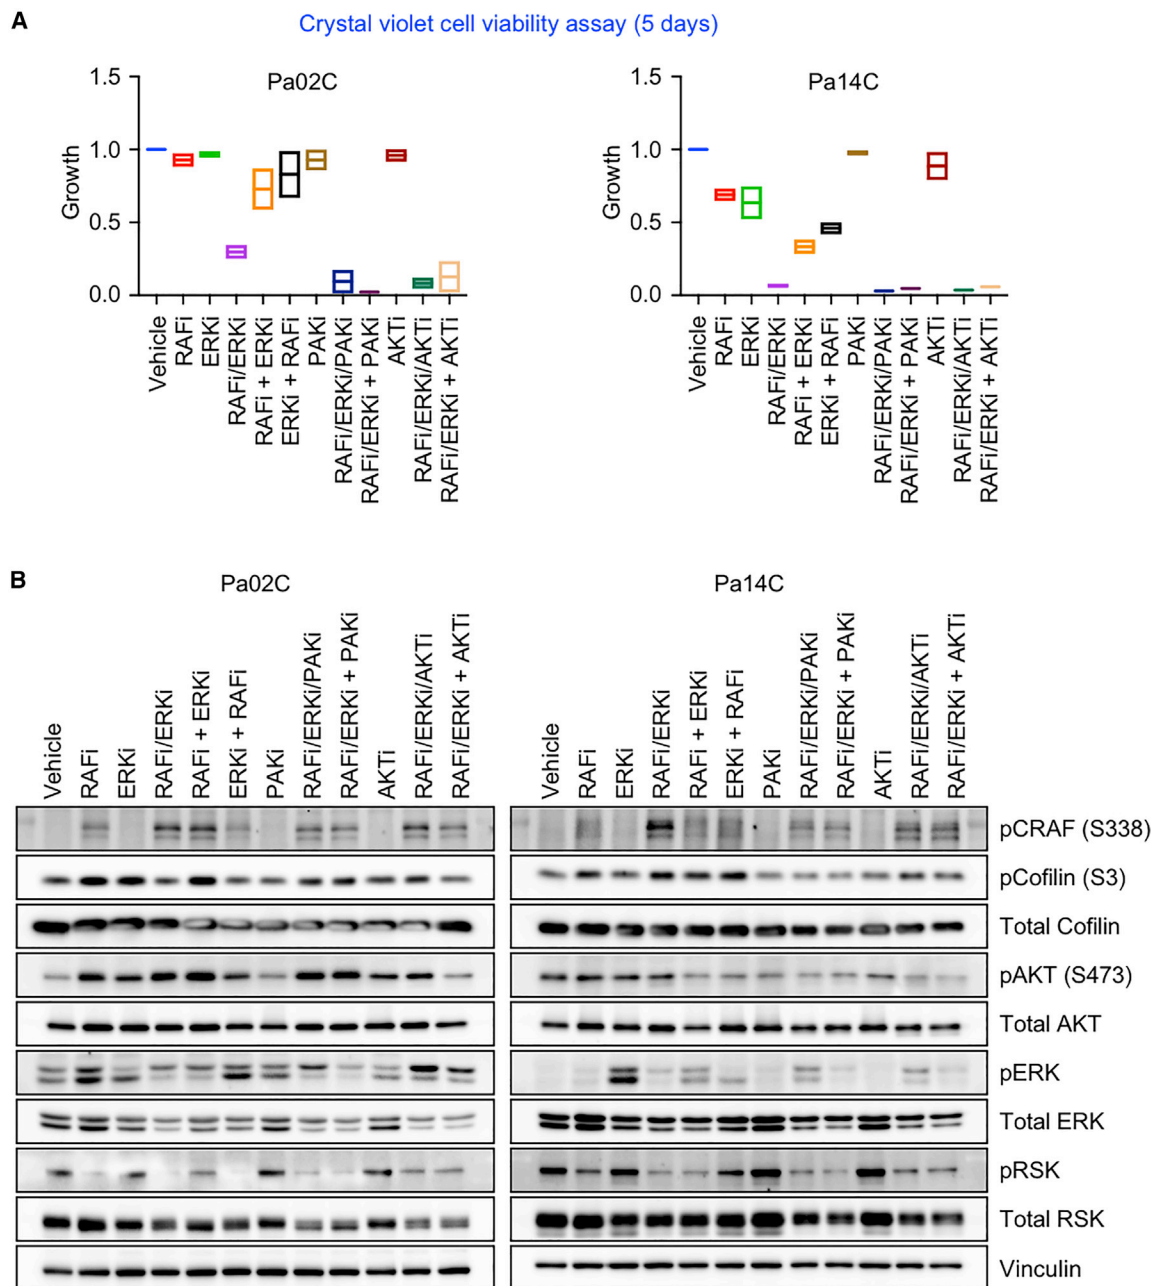 A
Crystal violet cell viability assay (5 days)
Pa02C
Growth
1.5
1.0
0.5
0.0
Vehicle
RAFi
ERKi
RAFi/ERKi
RAFi + ERKi
ERKi + RAFi
PAKi
RAFi/ERKi/PAKi
RAFi/ERKi + PAKi
AKTi
RAFi/ERKi/AKTi
RAFi/ERKi + AKTi
Pa14C
Growth
1.5
1.0
0.5
0.0
Vehicle
RAFi
ERKi
RAFi/ERKi
RAFi + ERKi
ERKi + RAFi
PAKi
RAFi/ERKi/PAKi
RAFi/ERKi + PAKi
AKTi
RAFi/ERKi/AKTi
RAFi/ERKi + AKTi
B
Pa02C
Vehicle
RAFi
ERKi
RAFi/ERKi
RAFi + ERKi
ERKi + RAFi
PAKi
RAFi/ERKi/PAKi
RAFi/ERKi + PAKi
AKTi
RAFi/ERKi/AKTi
RAFi/ERKi + AKTi
Pa14C
Vehicle
RAFi
ERKi
RAFi/ERKi
RAFi + ERKi
ERKi + RAFi
PAKi
RAFi/ERKi/PAKi
RAFi/ERKi + PAKi
AKTi
RAFi/ERKi/AKTi
RAFi/ERKi + AKTi
pCRAF (S338)
pCofilin (S3)
Total Cofilin
pAKT (S473)
Total AKT
pERK
Total ERK
pRSK
Total RSK
Vinculin